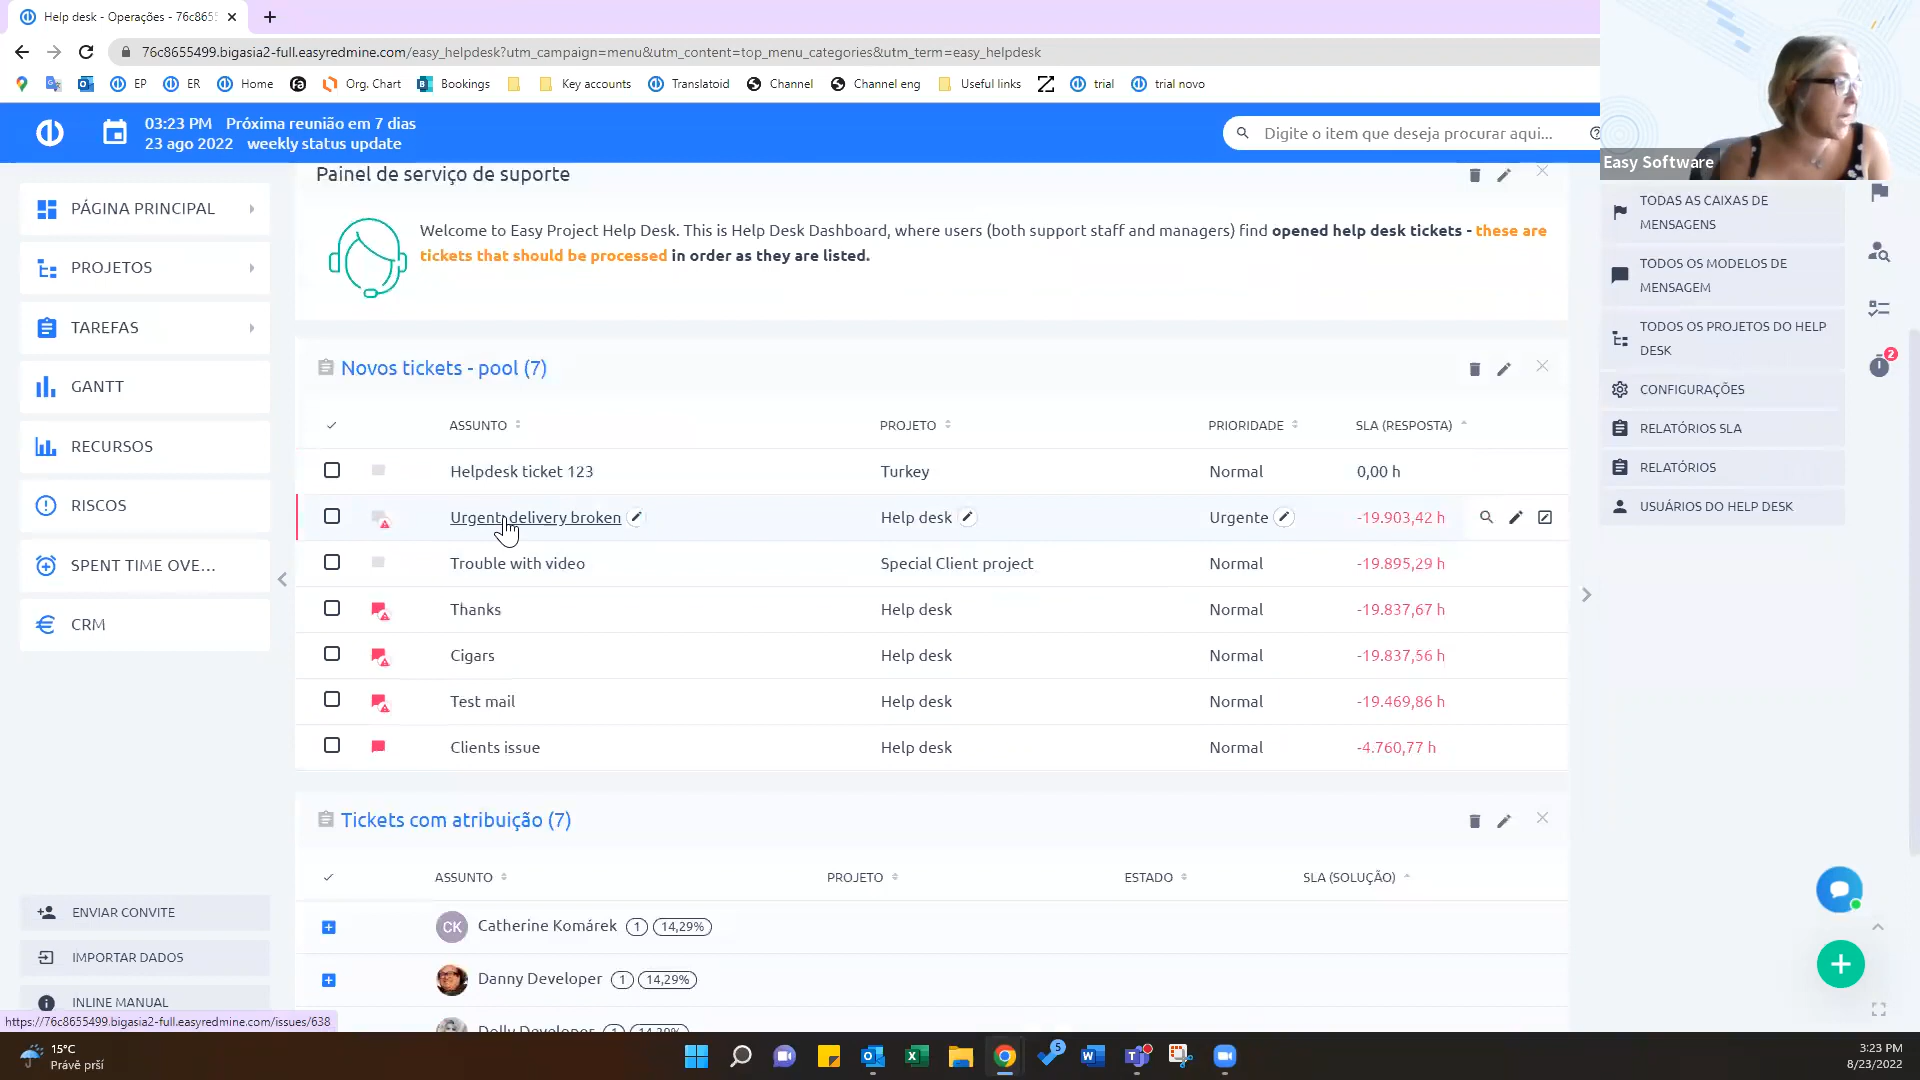 Help desk - Operações - 76c8655
76c8655499.bigasia2-full.easyredmine.com/easy_helpdesk?utm_campaign=menu&utm_content=top_menu_categories&utm_term=easy_helpdesk
EP
ER
Home
Org. Chart
Bookings
Key accounts
Translatoid
Channel
Channel eng
Useful links
trial
trial novo
03:23 PM Próxima reunião em 7 dias
23 ago 2022 weekly status update
Digite o item que deseja procurar aqui...
Easy Software
PÁGINA PRINCIPAL
PROJETOS
TAREFAS
GANTT
RECURSOS
RISCOS
SPENT TIME OVE...
CRM
ENVIAR CONVITE
IMPORTAR DADOS
INLINE MANUAL
https://76c8655499.bigasia2-full.easyredmine.com/issues/638
Painel de serviço de suporte
Welcome to Easy Project Help Desk. This is Help Desk Dashboard, where users (both support staff and managers) find opened help desk tickets - these are
tickets that should be processed in order as they are listed.
Novos tickets - pool (7)
ASSUNTO PROJETO PRIORIDADE SLA (RESPOSTA)
Helpdesk ticket 123 Turkey Normal 0,00 h
Urgent: delivery broken Help desk Urgente -19.903,42 h
Trouble with video Special Client project Normal -19.895,29 h
Thanks Help desk Normal -19.837,67 h
Cigars Help desk Normal -19.837,56 h
Test mail Help desk Normal -19.469,86 h
Clients issue Help desk Normal -4.760,77 h
Tickets com atribuição (7)
ASSUNTO PROJETO ESTADO SLA (SOLUÇÃO)
CK Catherine Komárek 1 14,29%
Danny Developer 1 14,29%
Dolly Developer 1 14,29%
TODAS AS CAIXAS DE
MENSAGENS
TODOS OS MODELOS DE
MENSAGEM
TODOS OS PROJETOS DO HELP
DESK
CONFIGURAÇÕES
RELATÓRIOS SLA
RELATÓRIOS
USUÁRIOS DO HELP DESK
2
15°C
Právě prší
5
3:23 PM
8/23/2022